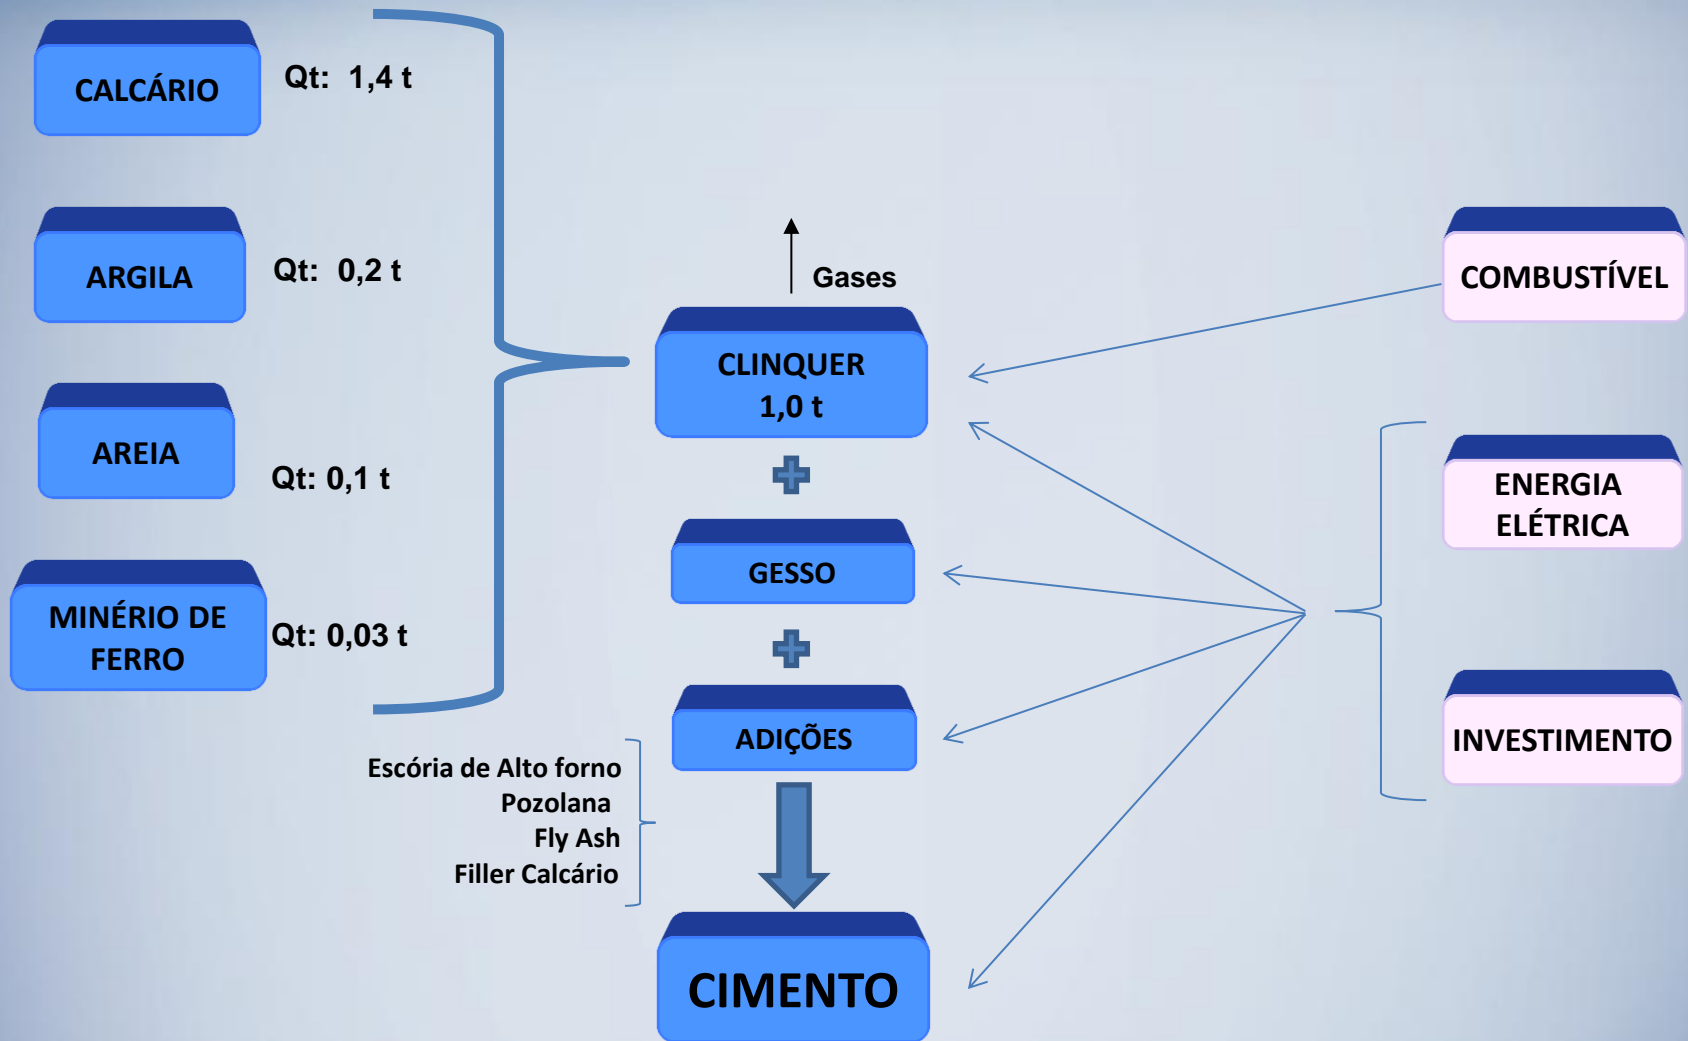 CALCÁRIO
Qt: 1,4 t
ARGILA
Qt: 0,2 t
AREIA
Qt: 0,1 t
MINÉRIO DE
FERRO
Qt: 0,03 t
Gases
CLINQUER
1,0 t
GESSO
ADIÇÕES
Escória de Alto forno
Pozolana
Fly Ash
Filler Calcário
CIMENTO
COMBUSTÍVEL
ENERGIA
ELÉTRICA
INVESTIMENTO